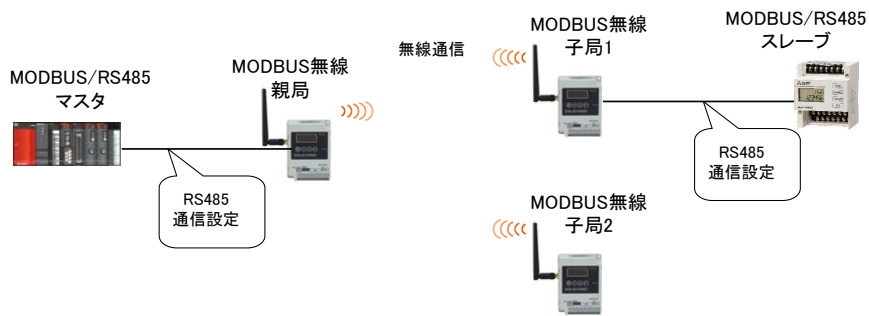 MODBUS/RS485
マスタ
MODBUS無線
親局
無線通信
MODBUS無線
子局1
MODBUS/RS485
スレーブ
RS485
通信設定
RS485
通信設定
MODBUS無線
子局2